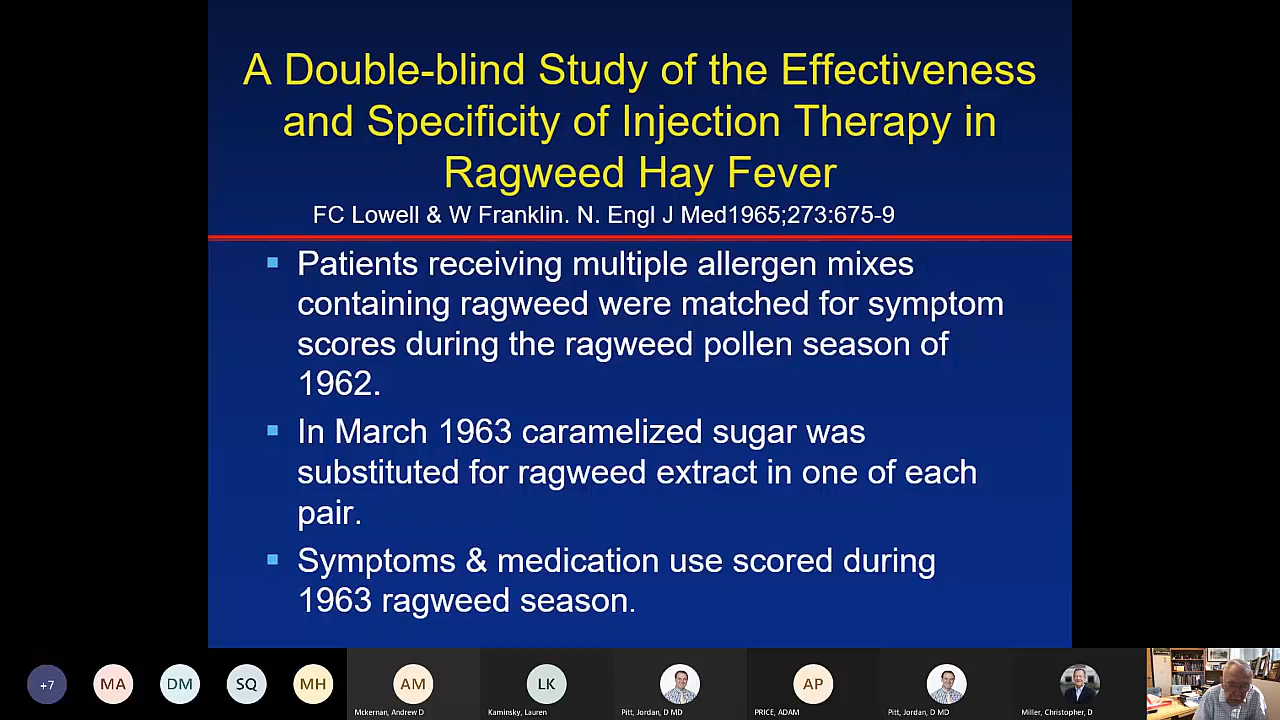 A Double-blind Study of the Effectiveness
and Specificity of Injection Therapy in
Ragweed Hay Fever
FC Lowell & W Franklin. N. Engl J Med1965;273:675-9
Patients receiving multiple allergen mixes
containing ragweed were matched for symptom
scores during the ragweed pollen season of
1962.
In March 1963 caramelized sugar was
substituted for ragweed extract in one of each
pair.
Symptoms & medication use scored during
1963 ragweed season.
+7
MA
DM
SQ
MH
AM
LK
AP
Mckernan, Andrew D
Kaminsky, Lauren
Pitt, Jordan, D MD
PRICE, ADAM
Pitt, Jordan, D MD
Miller, Christopher, D